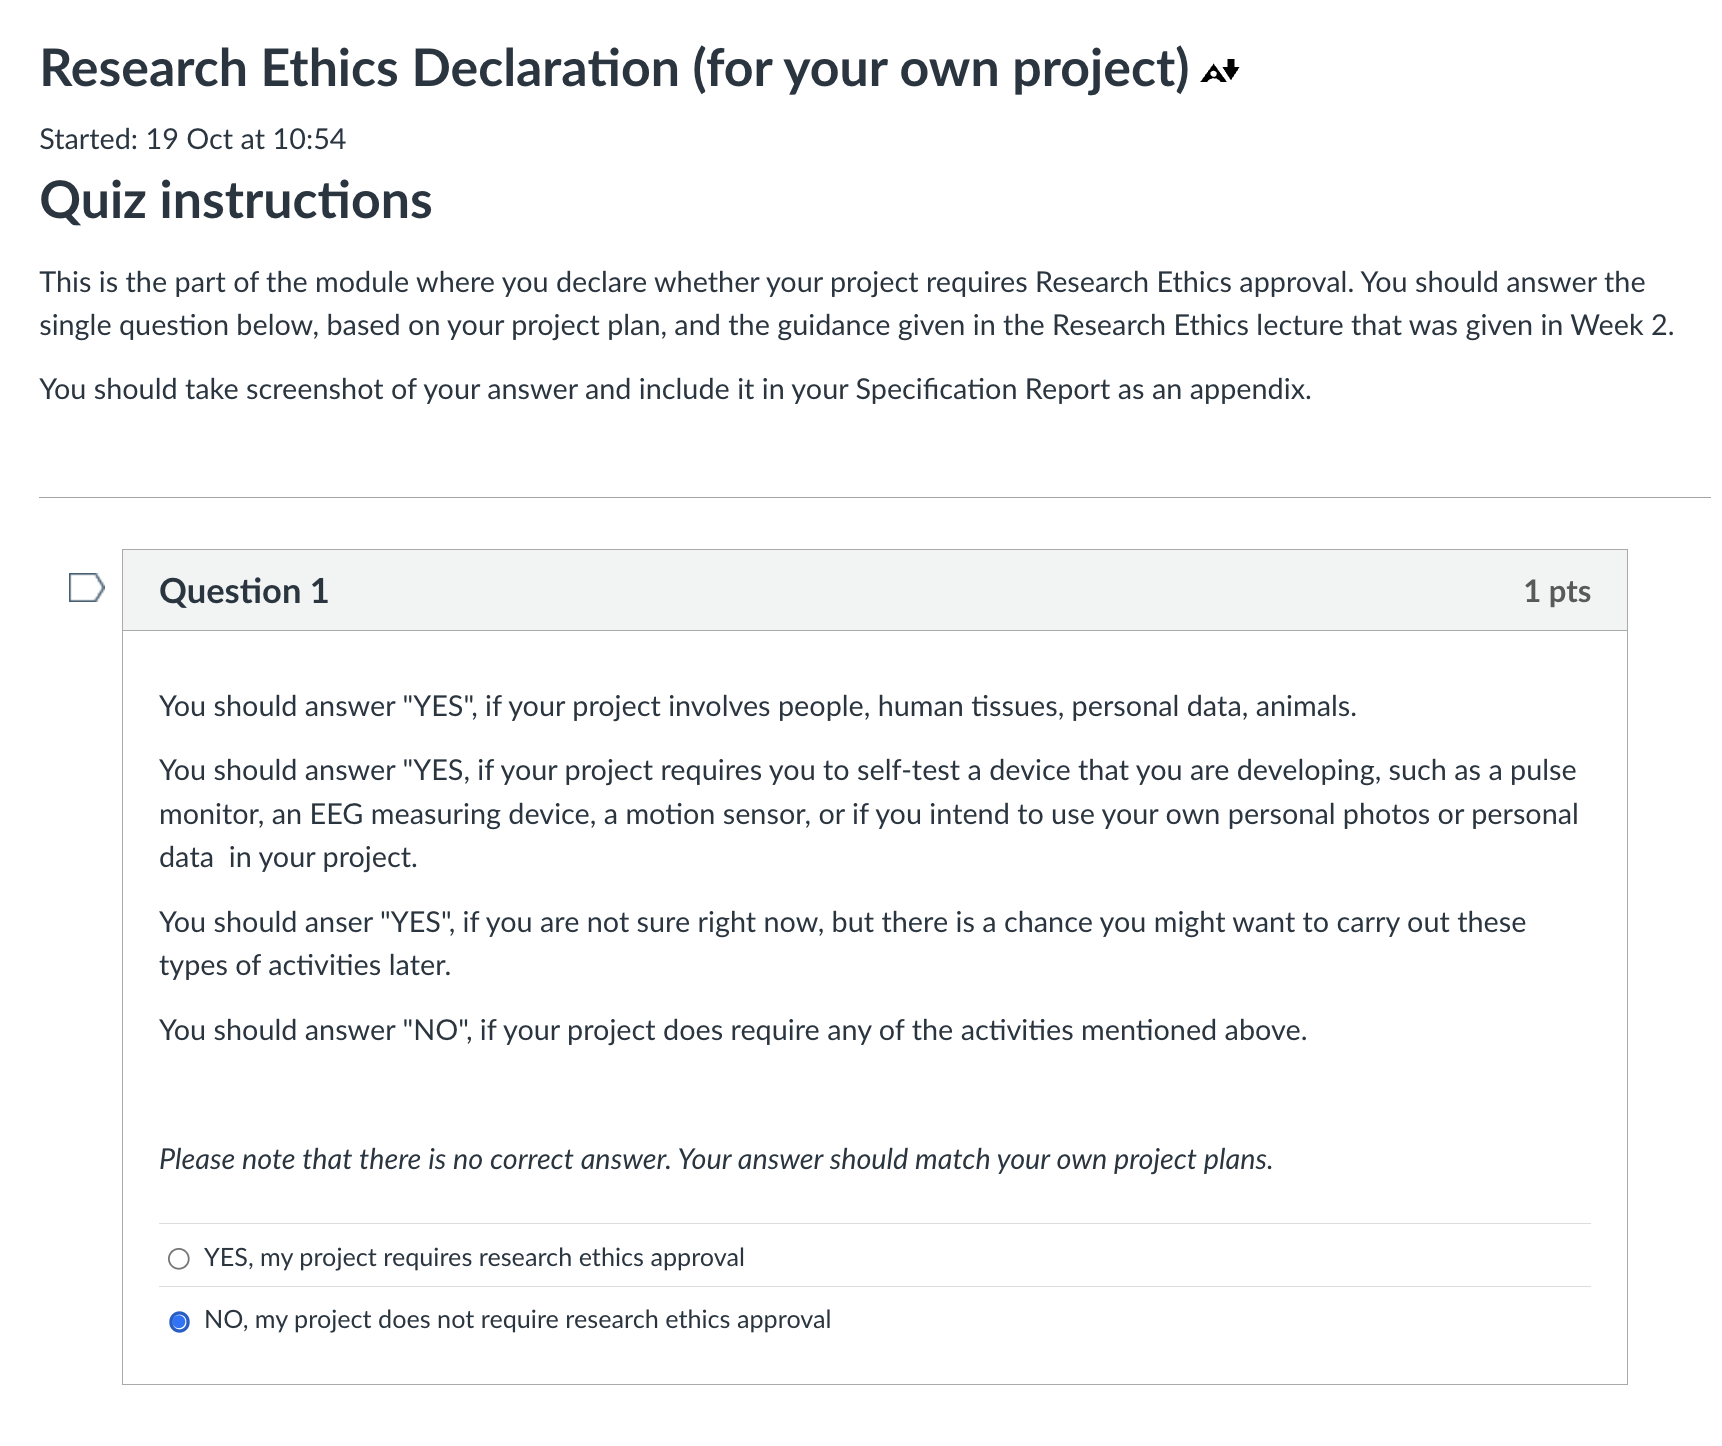 Research Ethics Declaration (for your own project)
Started: 19 Oct at 10:54
Quiz instructions
This is the part of the module where you declare whether your project requires Research Ethics approval. You should answer the
single question below, based on your project plan, and the guidance given in the Research Ethics lecture that was given in Week 2.
You should take screenshot of your answer and include it in your Specification Report as an appendix.
Question 1 1 pts
You should answer "YES", if your project involves people, human tissues, personal data, animals.
You should answer "YES, if your project requires you to self-test a device that you are developing, such as a pulse
monitor, an EEG measuring device, a motion sensor, or if you intend to use your own personal photos or personal
data  in your project.
You should anser "YES", if you are not sure right now, but there is a chance you might want to carry out these
types of activities later.
You should answer "NO", if your project does require any of the activities mentioned above.
Please note that there is no correct answer. Your answer should match your own project plans.
YES, my project requires research ethics approval
NO, my project does not require research ethics approval